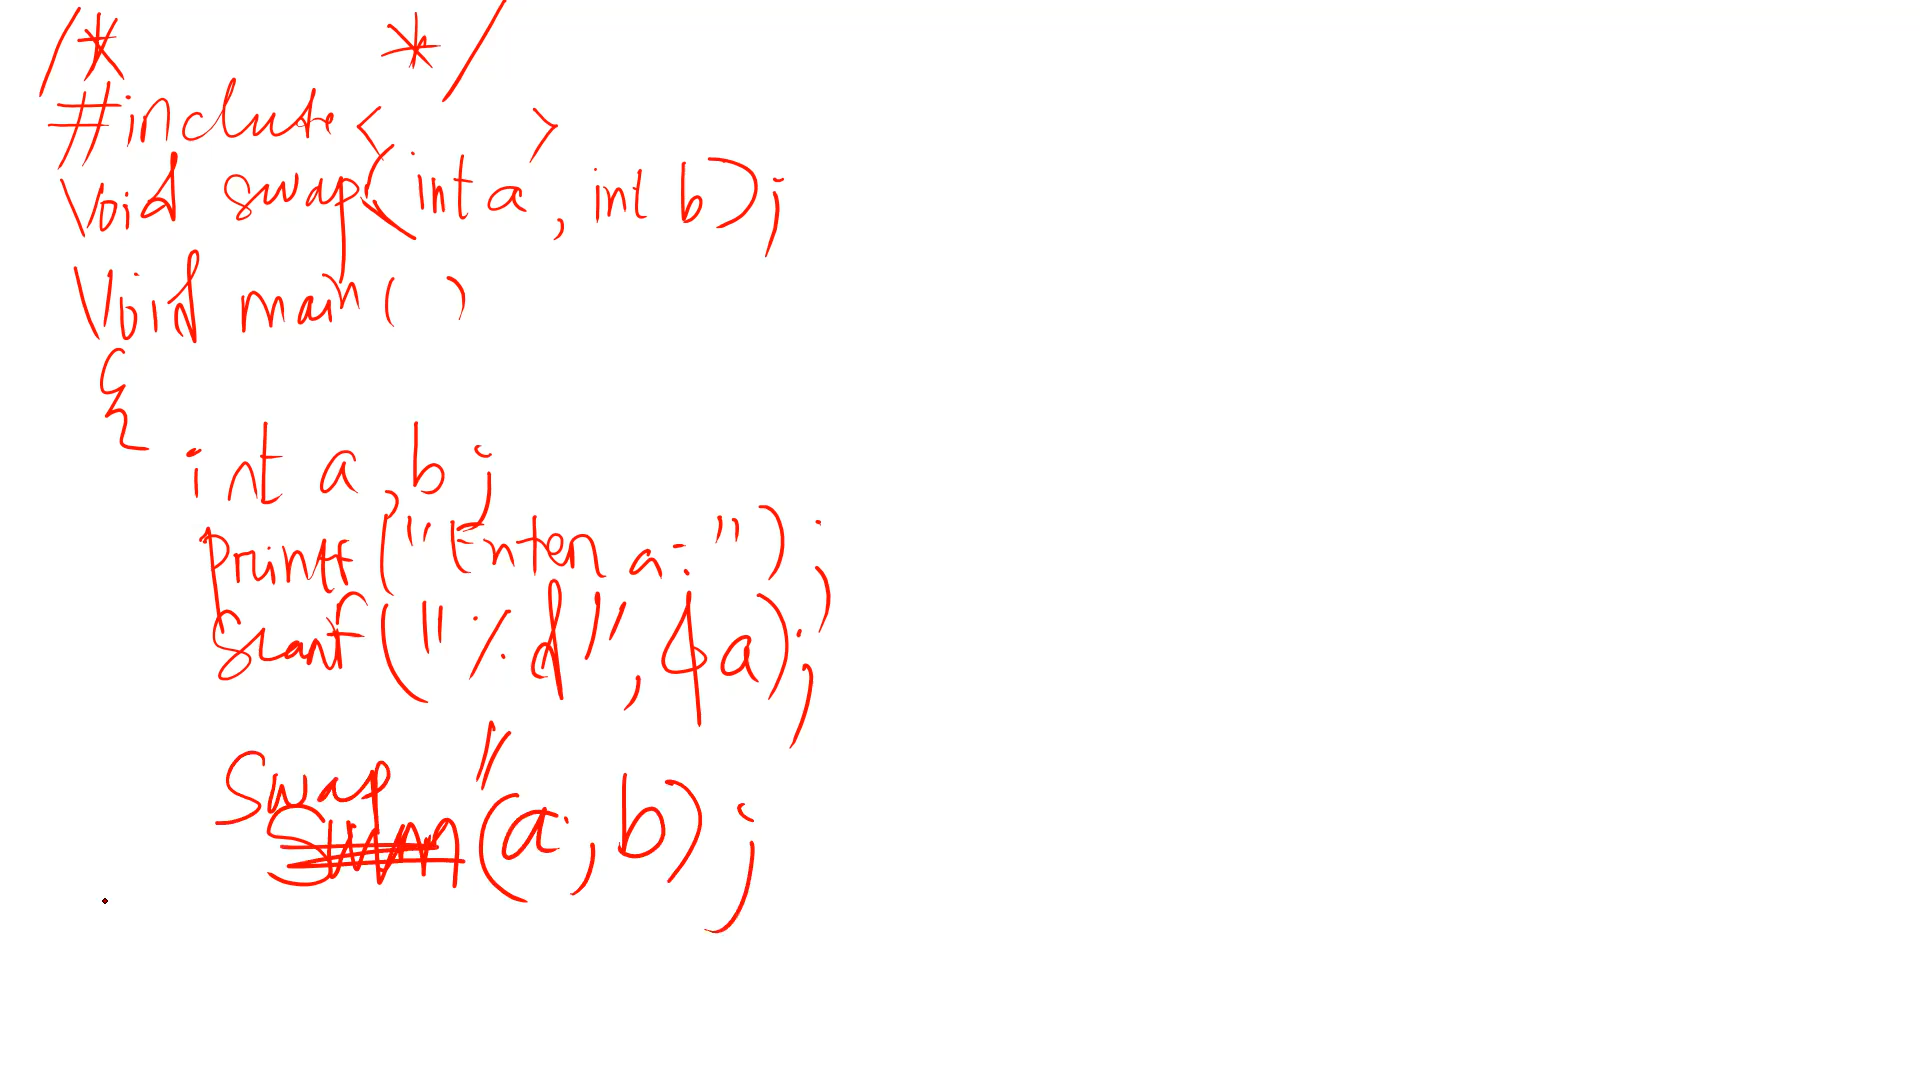 /* */
#include< >
Void swap(int a, int b);
Void main( )
{
int a, b;
printf("Enter a: ");
scanf("%d", &a);
"
Swap
(a, b);